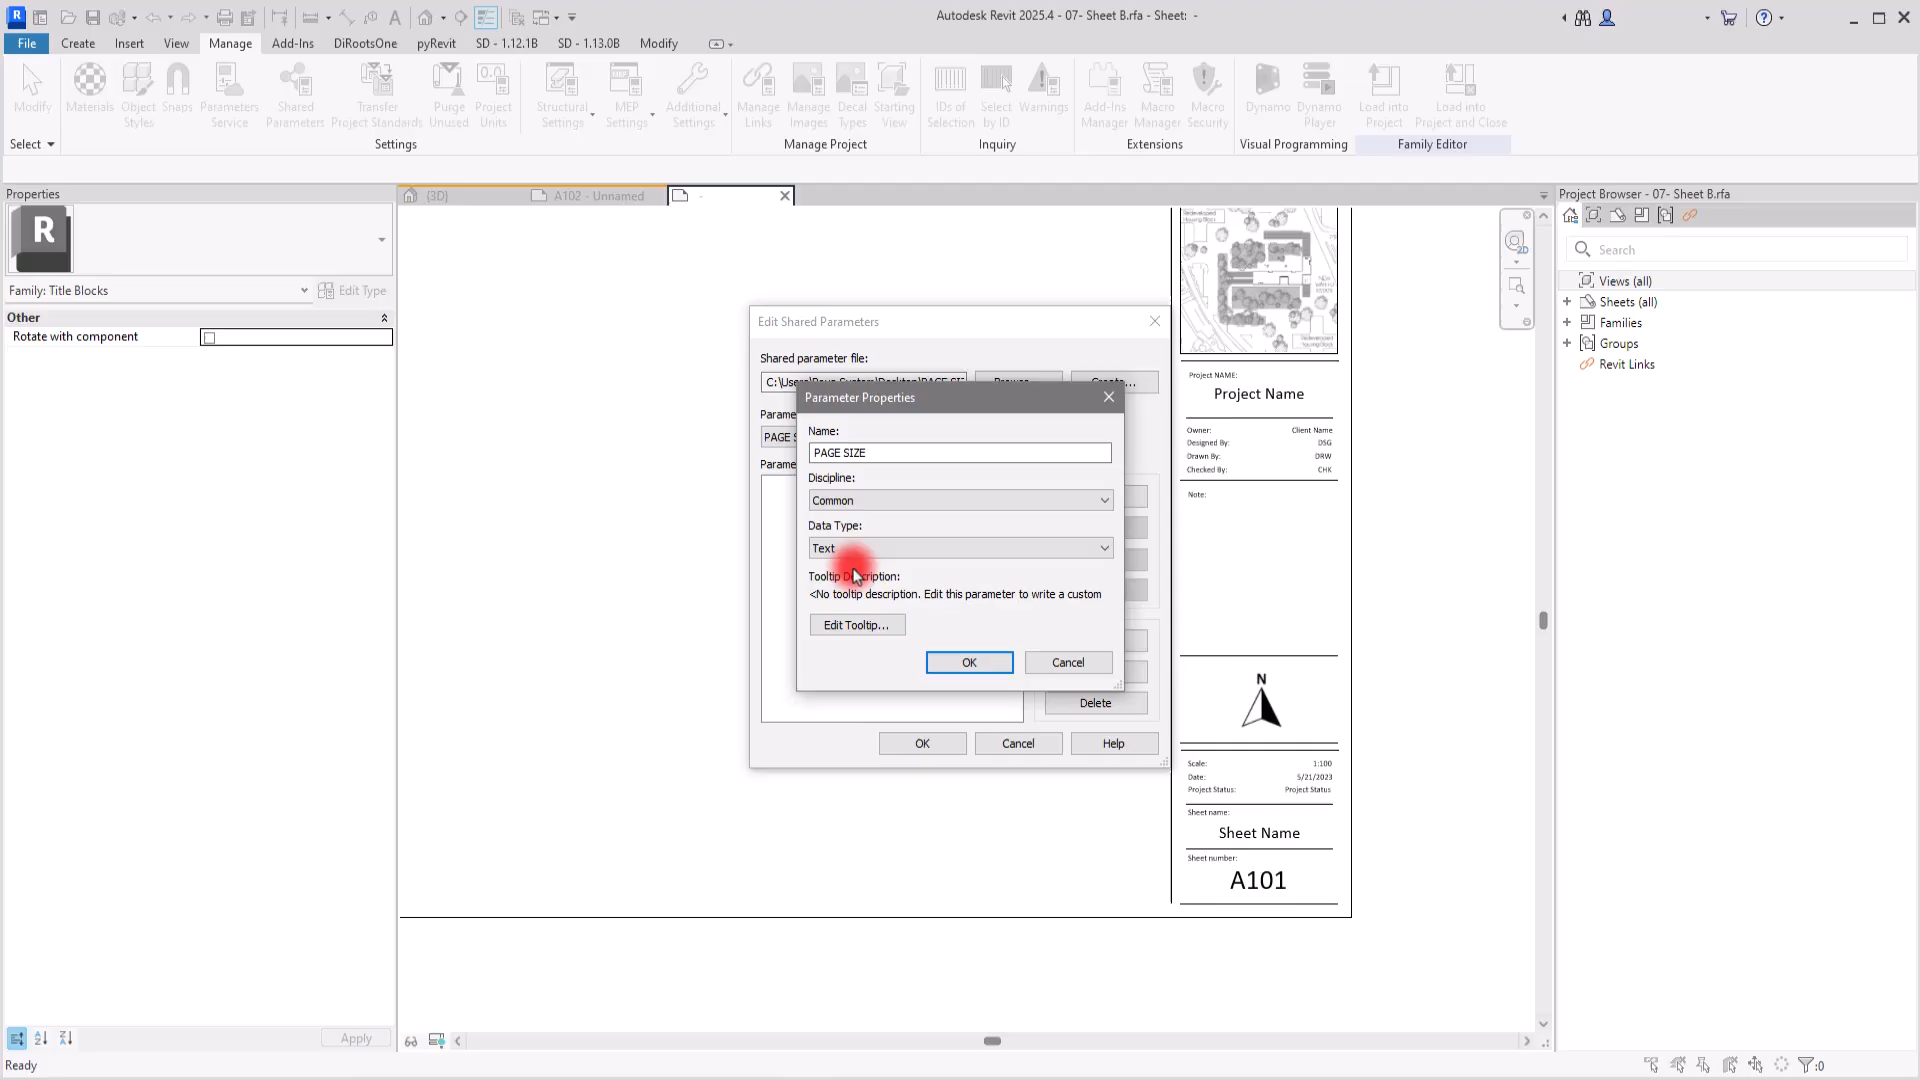 Autodesk Revit 2025.4 - 07- Sheet B.rfa - Sheet: -
File Create Insert View Manage Add-Ins DiRootsOne pyRevit SD - 1.12.1B SD - 1.13.0B Modify
Modify
Materials
Object Styles
Snaps
Parameters Service
Shared Parameters
Transfer Project Standards
Purge Unused
Project Units
Structural Settings
MEP Settings
Additional Settings
Manage Links
Manage Images
Decal Types
Starting View
IDs of Selection
Select by ID
Warnings
Add-Ins Manager
Macro Manager
Macro Security
Dynamo
Dynamo Player
Load into Project
Load into Project and Close
Select
Settings
Manage Project
Inquiry
Extensions
Visual Programming
Family Editor
Properties
R
Family: Title Blocks
Edit Type
Other
Rotate with component
Apply
Ready
{3D}
A102 - Unnamed
-
Edit Shared Parameters
Shared parameter file:
Parame
PAGE S
Parame
Parameter Properties
Name:
PAGE SIZE
Discipline:
Common
Data Type:
Text
Tooltip Description:
<No tooltip description. Edit this parameter to write a custom
Edit Tooltip...
OK
Cancel
Delete
OK
Cancel
Help
Project NAME:
Project Name
Owner: Client Name
Designed By: DSG
Drawn By: DRW
Checked By: CHK
Note:
N
Scale: 1:100
Date: 5/21/2023
Project Status: Project Status
Sheet name:
Sheet Name
Sheet number:
A101
2D
Project Browser - 07- Sheet B.rfa
Search
Views (all)
Sheets (all)
Families
Groups
Revit Links
:0